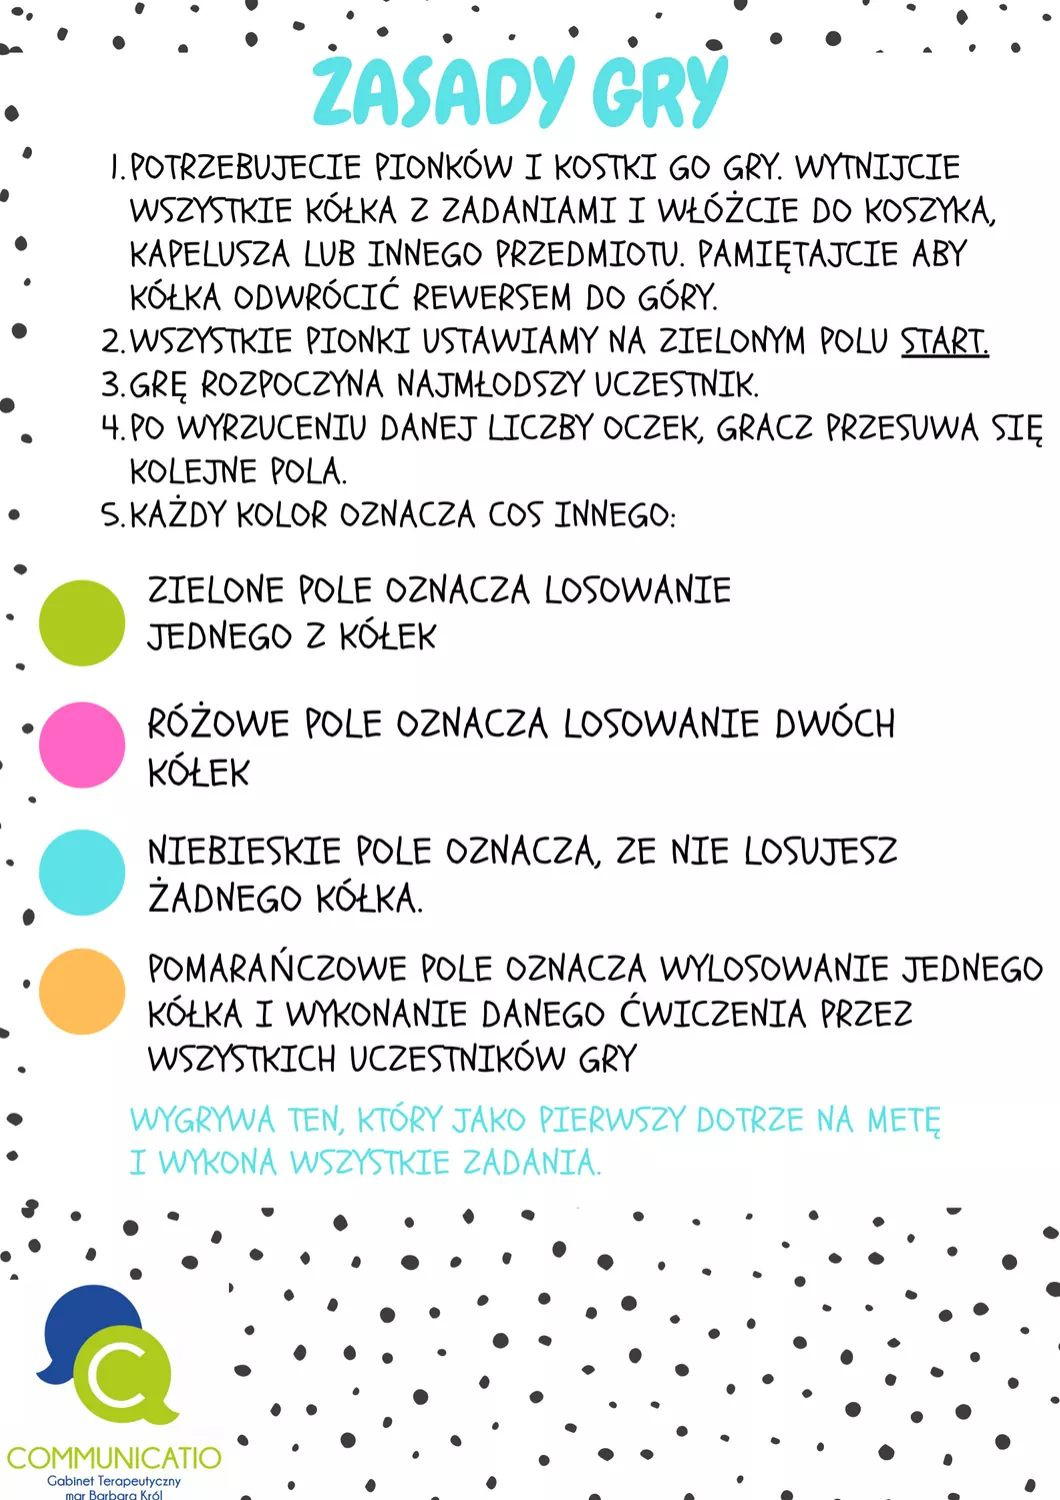 ZASADY GRY
1. POTRZEBUJECIE PIONKÓW I KOSTKI GO GRY. WYTNIJCIE
WSZYSTKIE KÓŁKA Z ZADANIAMI I WŁÓŻCIE DO KOSZYKA,
KAPELUSZA LUB INNEGO PRZEDMIOTU. PAMIĘTAJCIE ABY
KÓŁKA ODWRÓCIĆ REWERSEM DO GÓRY.
2. WSZYSTKIE PIONKI USTAWIAMY NA ZIELONYM POLU START.
3. GRĘ ROZPOCZYNA NAJMŁODSZY UCZESTNIK.
4. PO WYRZUCENIU DANEJ LICZBY OCZEK, GRACZ PRZESUWA SIĘ
KOLEJNE POLA.
5. KAŻDY KOLOR OZNACZA COS INNEGO:
ZIELONE POLE OZNACZA LOSOWANIE
JEDNEGO Z KÓŁEK
RÓŻOWE POLE OZNACZA LOSOWANIE DWÓCH
KÓŁEK
NIEBIESKIE POLE OZNACZA, ZE NIE LOSUJESZ
ŻADNEGO KÓŁKA.
POMARAŃCZOWE POLE OZNACZA WYLOSOWANIE JEDNEGO
KÓŁKA I WYKONANIE DANEGO ĆWICZENIA PRZEZ
WSZYSTKICH UCZESTNIKÓW GRY
WYGRYWA TEN, KTÓRY JAKO PIERWSZY DOTRZE NA METĘ
I WYKONA WSZYSTKIE ZADANIA.
C
COMMUNICATIO
Gabinet Terapeutyczny
mgr Barbara Król